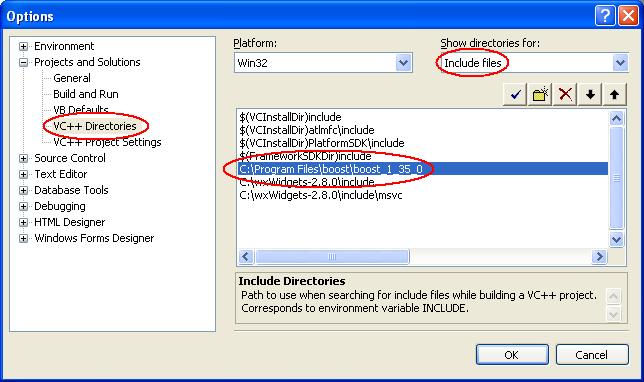 Options
Environment
Projects and Solutions
General
Build and Run
VB Defaults
VC++ Directories
VC++ Project Settings
Source Control
Text Editor
Database Tools
Debugging
HTML Designer
Windows Forms Designer
Platform:
Win32
Show directories for:
Include files
$(VCInstallDir)include
$(VCInstallDir)atlmfc\include
$(VCInstallDir)PlatformSDK\include
$(FrameworkSDKDir)include
C:\Program Files\boost\boost_1_35_0
C:\wxWidgets-2.8.0\include
C:\wxWidgets-2.8.0\include\msvc
Include Directories
Path to use when searching for include files while building a VC++ project.
Corresponds to environment variable INCLUDE.
OK
Cancel